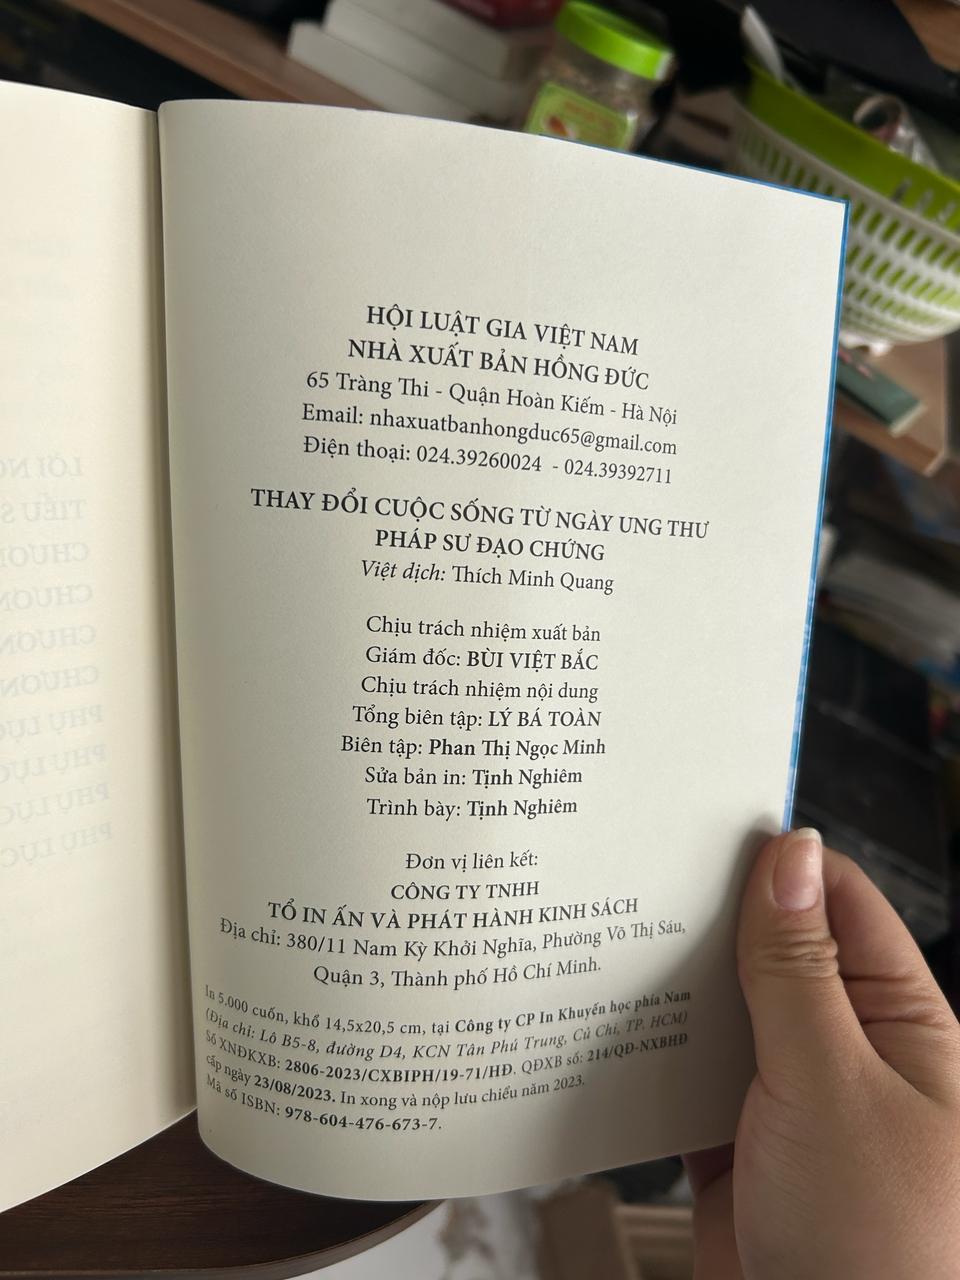 HỘI LUẬT GIA VIỆT NAM
NHÀ XUẤT BẢN HỒNG ĐỨC
65 Tràng Thi - Quận Hoàn Kiếm - Hà Nội
Email: nhaxuatbanhongduc65@gmail.com
Điện thoại: 024.39260024 - 024.39392711
THAY ĐỔI CUỘC SỐNG TỪ NGÀY UNG THƯ
PHÁP SƯ ĐẠO CHỨNG
Việt dịch: Thích Minh Quang
Chịu trách nhiệm xuất bản
Giám đốc: BÙI VIỆT BẮC
Chịu trách nhiệm nội dung
Tổng biên tập: LÝ BÁ TOÀN
Biên tập: Phan Thị Ngọc Minh
Sửa bản in: Tịnh Nghiêm
Trình bày: Tịnh Nghiêm
Đơn vị liên kết:
CÔNG TY TNHH
TỔ IN ẤN VÀ PHÁT HÀNH KINH SÁCH
Địa chỉ: 380/11 Nam Kỳ Khởi Nghĩa, Phường Võ Thị Sáu,
Quận 3, Thành phố Hồ Chí Minh.
In 5.000 cuốn, khổ 14,5x20,5 cm, tại Công ty CP In Khuyến học phía Nam
(Địa chỉ: Lô B5-8, đường D4, KCN Tân Phú Trung, Củ Chi, TP. HCM)
Số XNĐKXB: 2806-2023/CXBIPH/19-71/HĐ. QĐXB số: 214/QĐ-NXBHĐ
cấp ngày 23/08/2023. In xong và nộp lưu chiểu năm 2023.
Mã số ISBN: 978-604-476-673-7.